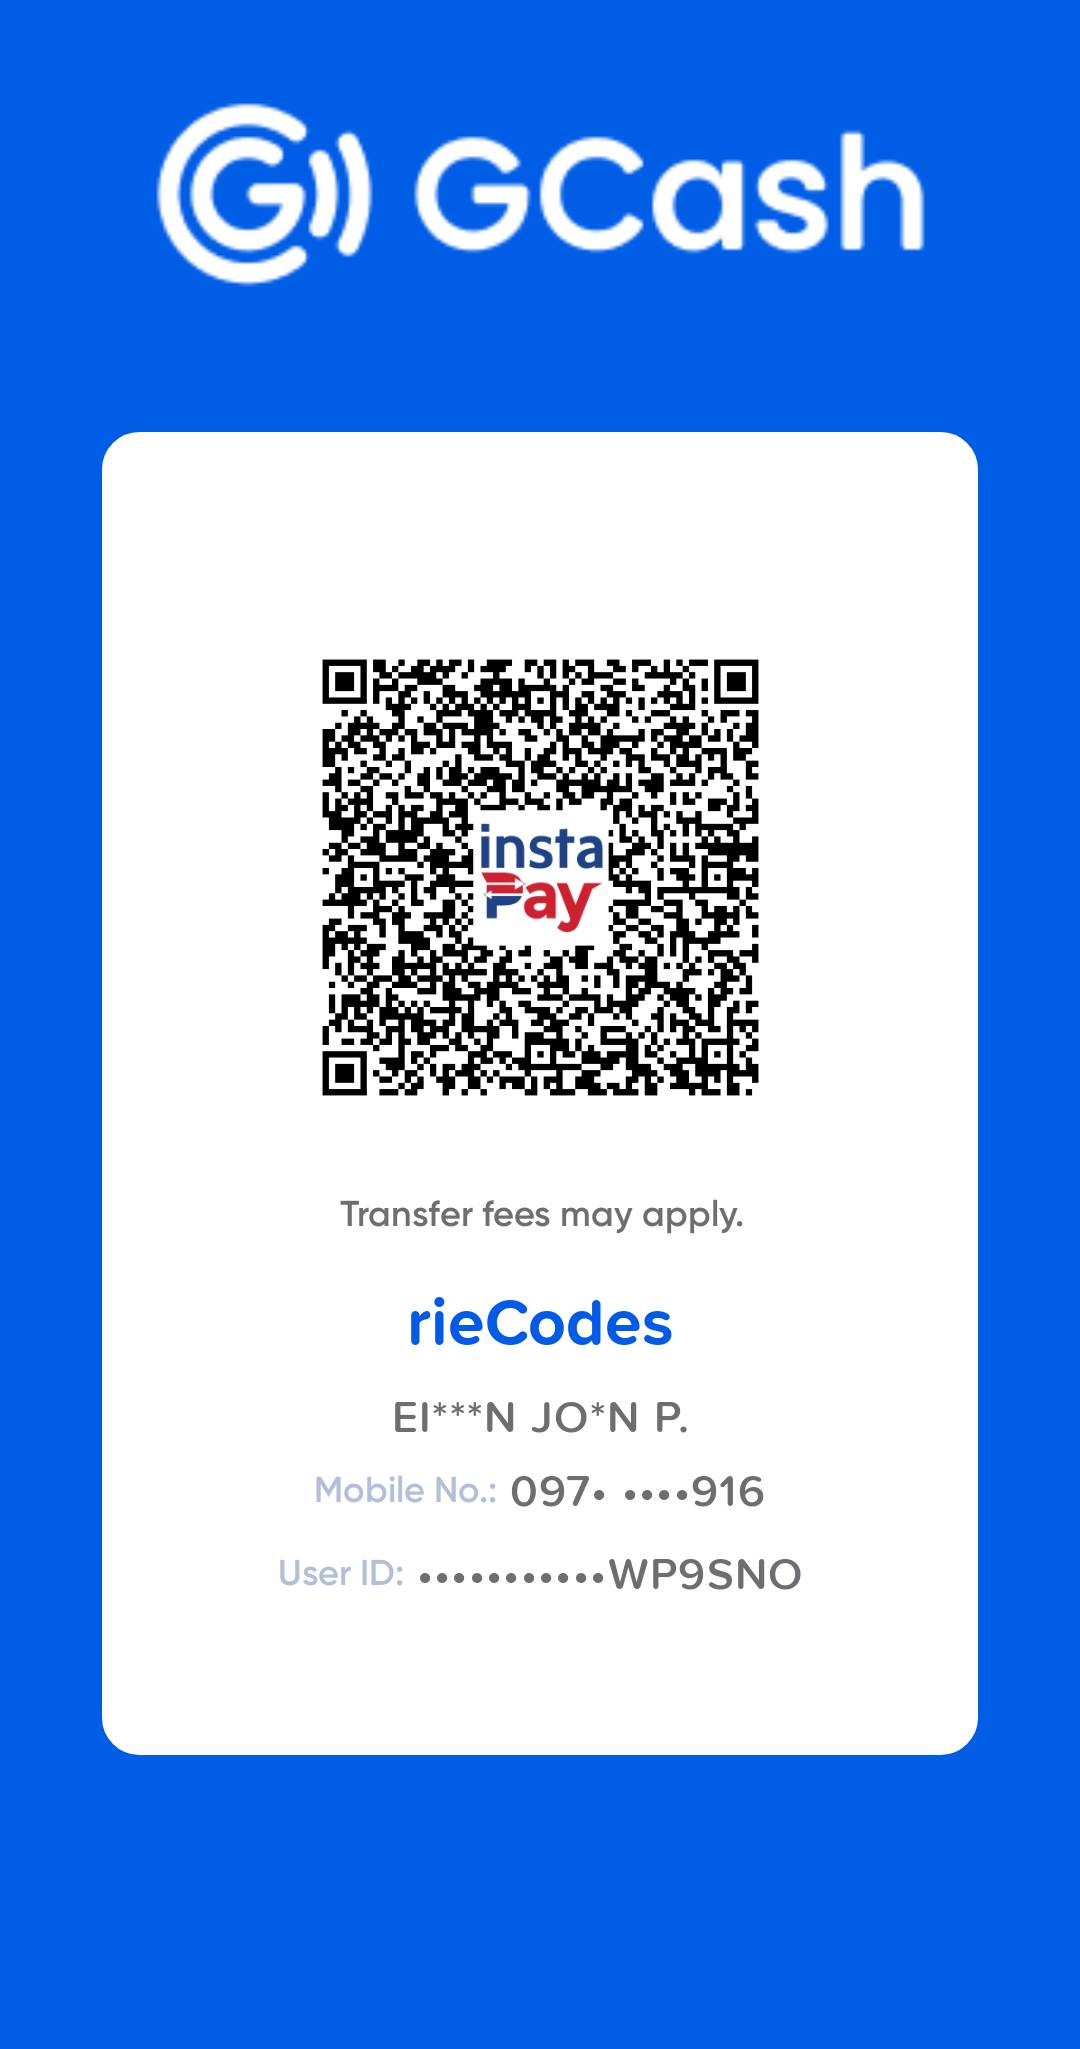 GCash
insta
Pay
Transfer fees may apply.
rieCodes
EI***N JO*N P.
Mobile No.: 097• ••••916
User ID: •••••••••••WP9SNO